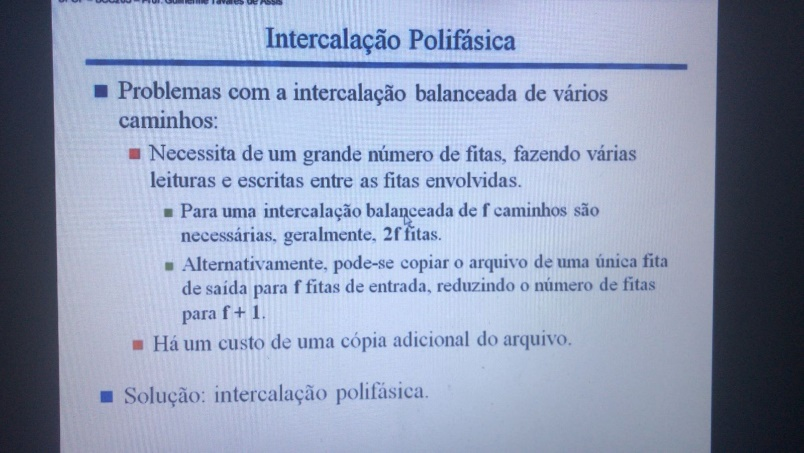 Prof. Guilherme Tavares de Assis
Intercalação Polifásica
Problemas com a intercalação balanceada de vários
caminhos:
Necessita de um grande número de fitas, fazendo várias
leituras e escritas entre as fitas envolvidas.
Para uma intercalação balanceada de f caminhos são
necessárias, geralmente, 2f fitas.
Alternativamente, pode-se copiar o arquivo de uma única fita
de saída para f fitas de entrada, reduzindo o número de fitas
para f + 1.
Há um custo de uma cópia adicional do arquivo.
Solução: intercalação polifásica.